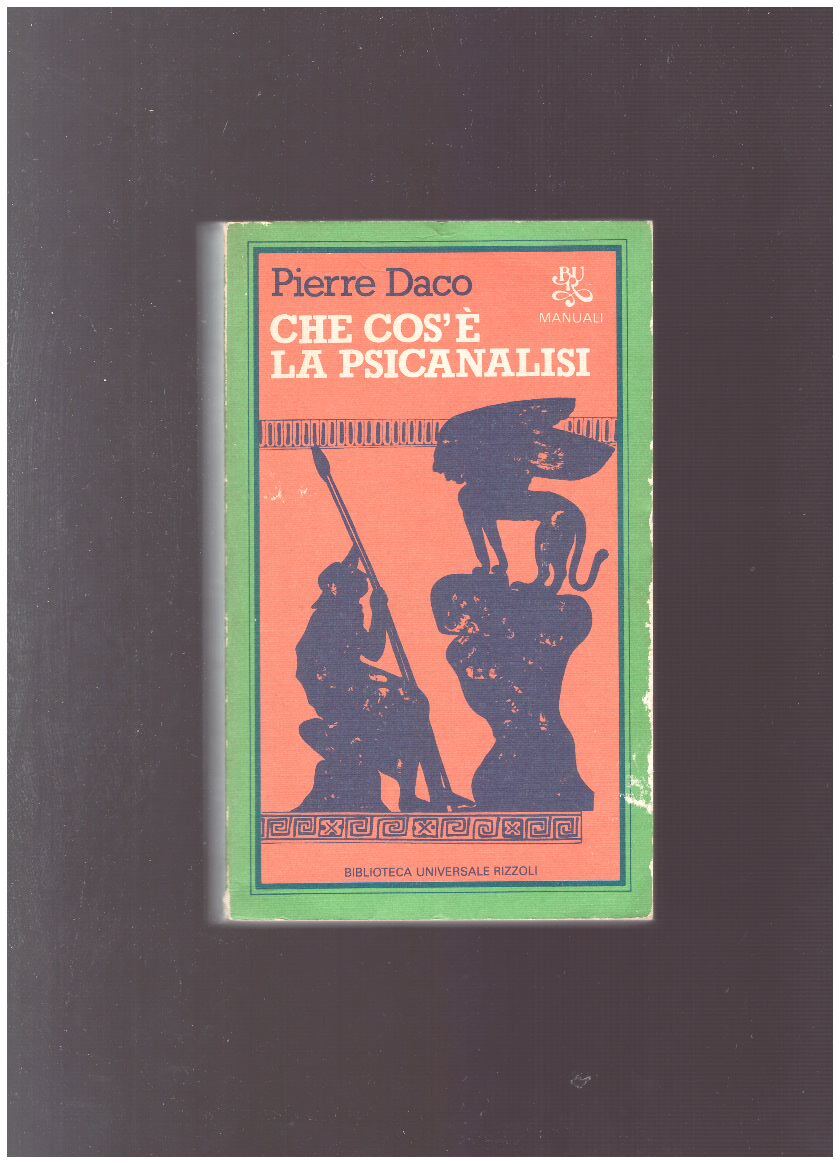 Pierre Daco
BUR
MANUALI
CHE COS'È
LA PSICANALISI
BIBLIOTECA UNIVERSALE RIZZOLI